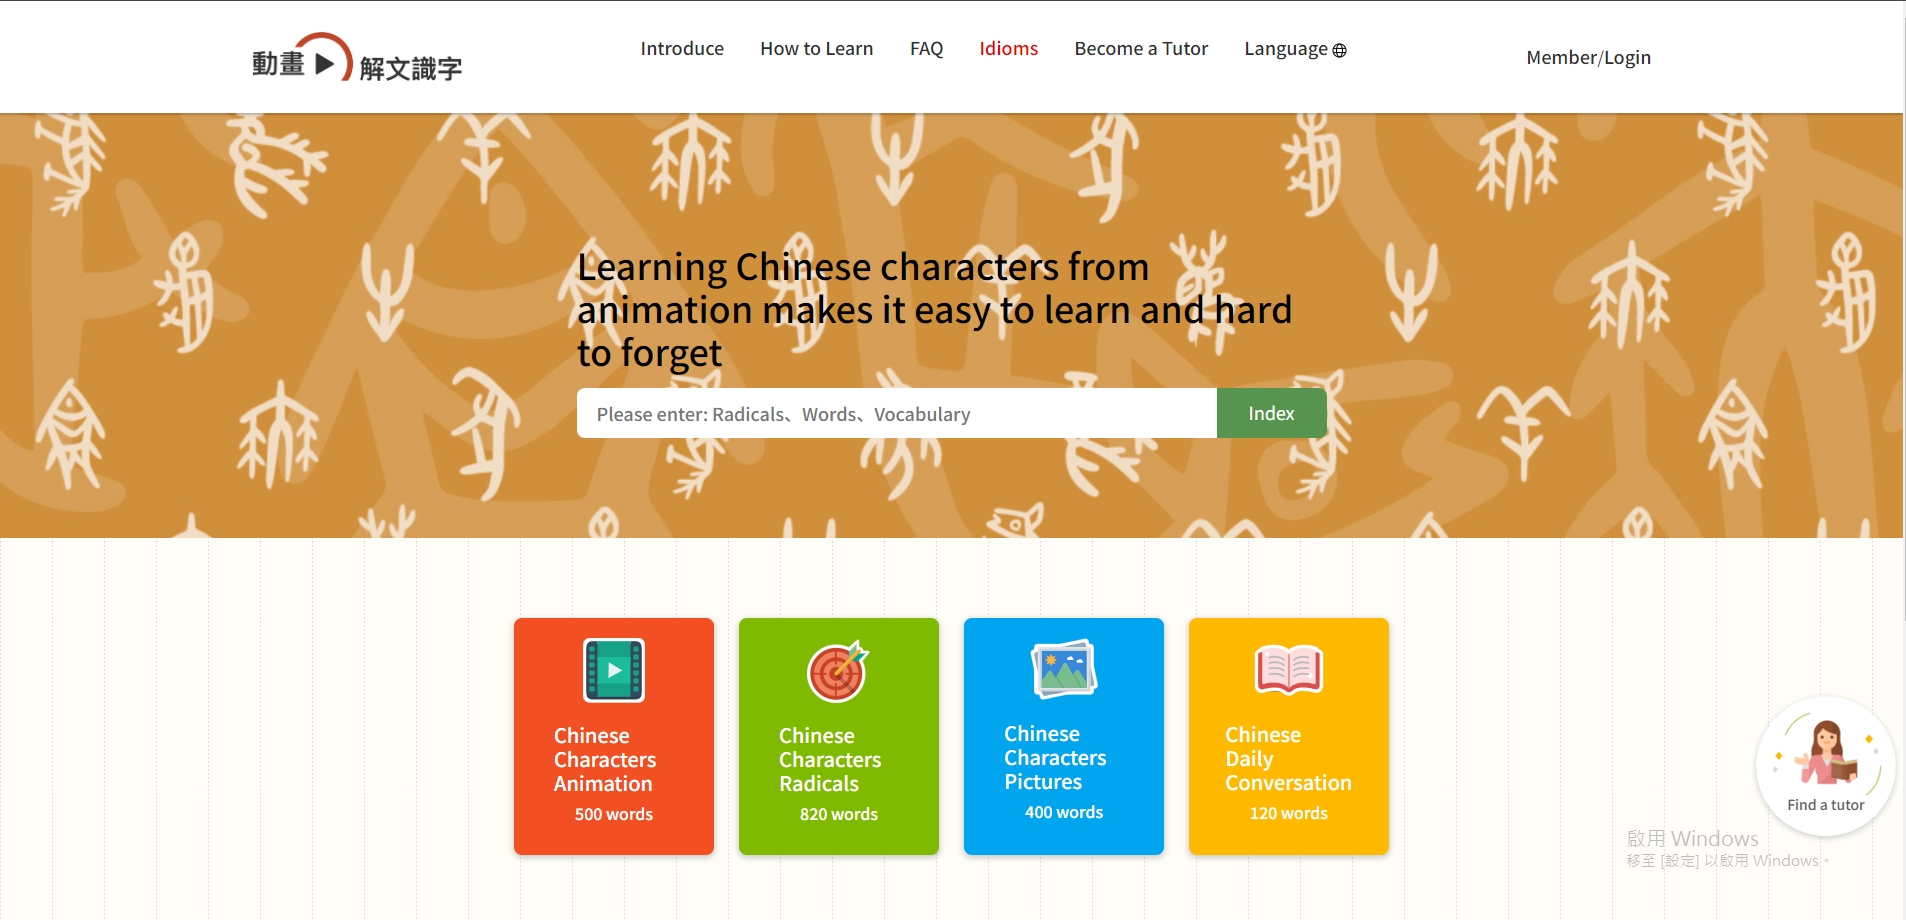 動畫 解文識字
Introduce How to Learn FAQ Idioms Become a Tutor Language
Member/Login
Learning Chinese characters from
animation makes it easy to learn and hard
to forget
Please enter: Radicals、Words、Vocabulary
Index
Chinese
Characters
Animation
500 words
Chinese
Characters
Radicals
820 words
Chinese
Characters
Pictures
400 words
Chinese
Daily
Conversation
120 words
Find a tutor
啟用 Windows
移至 [設定] 以啟用 Windows。